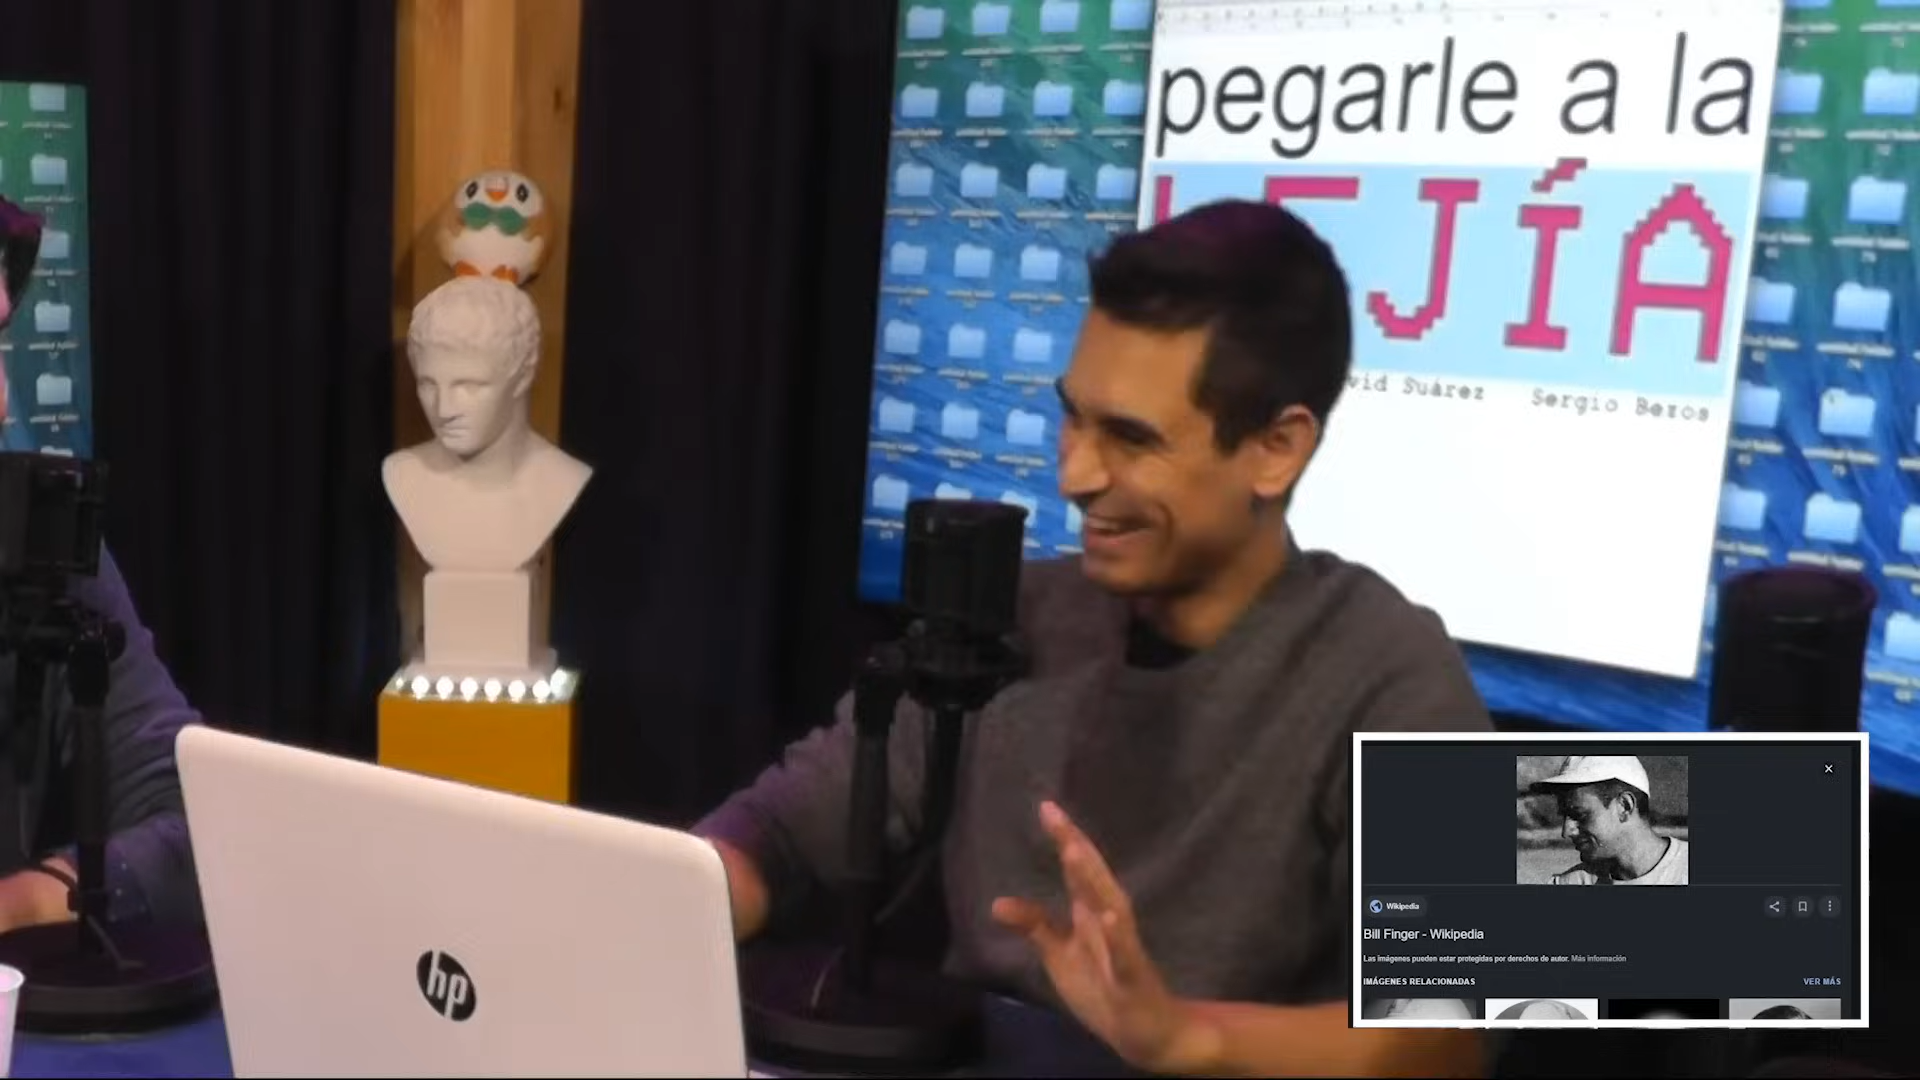 pegarle a la
LEJÍA
vid Suárez Sergio Bezos
hp
Wikipedia
Bill Finger - Wikipedia
Las imágenes pueden estar protegidas por derechos de autor. Más información
IMÁGENES RELACIONADAS VER MÁS